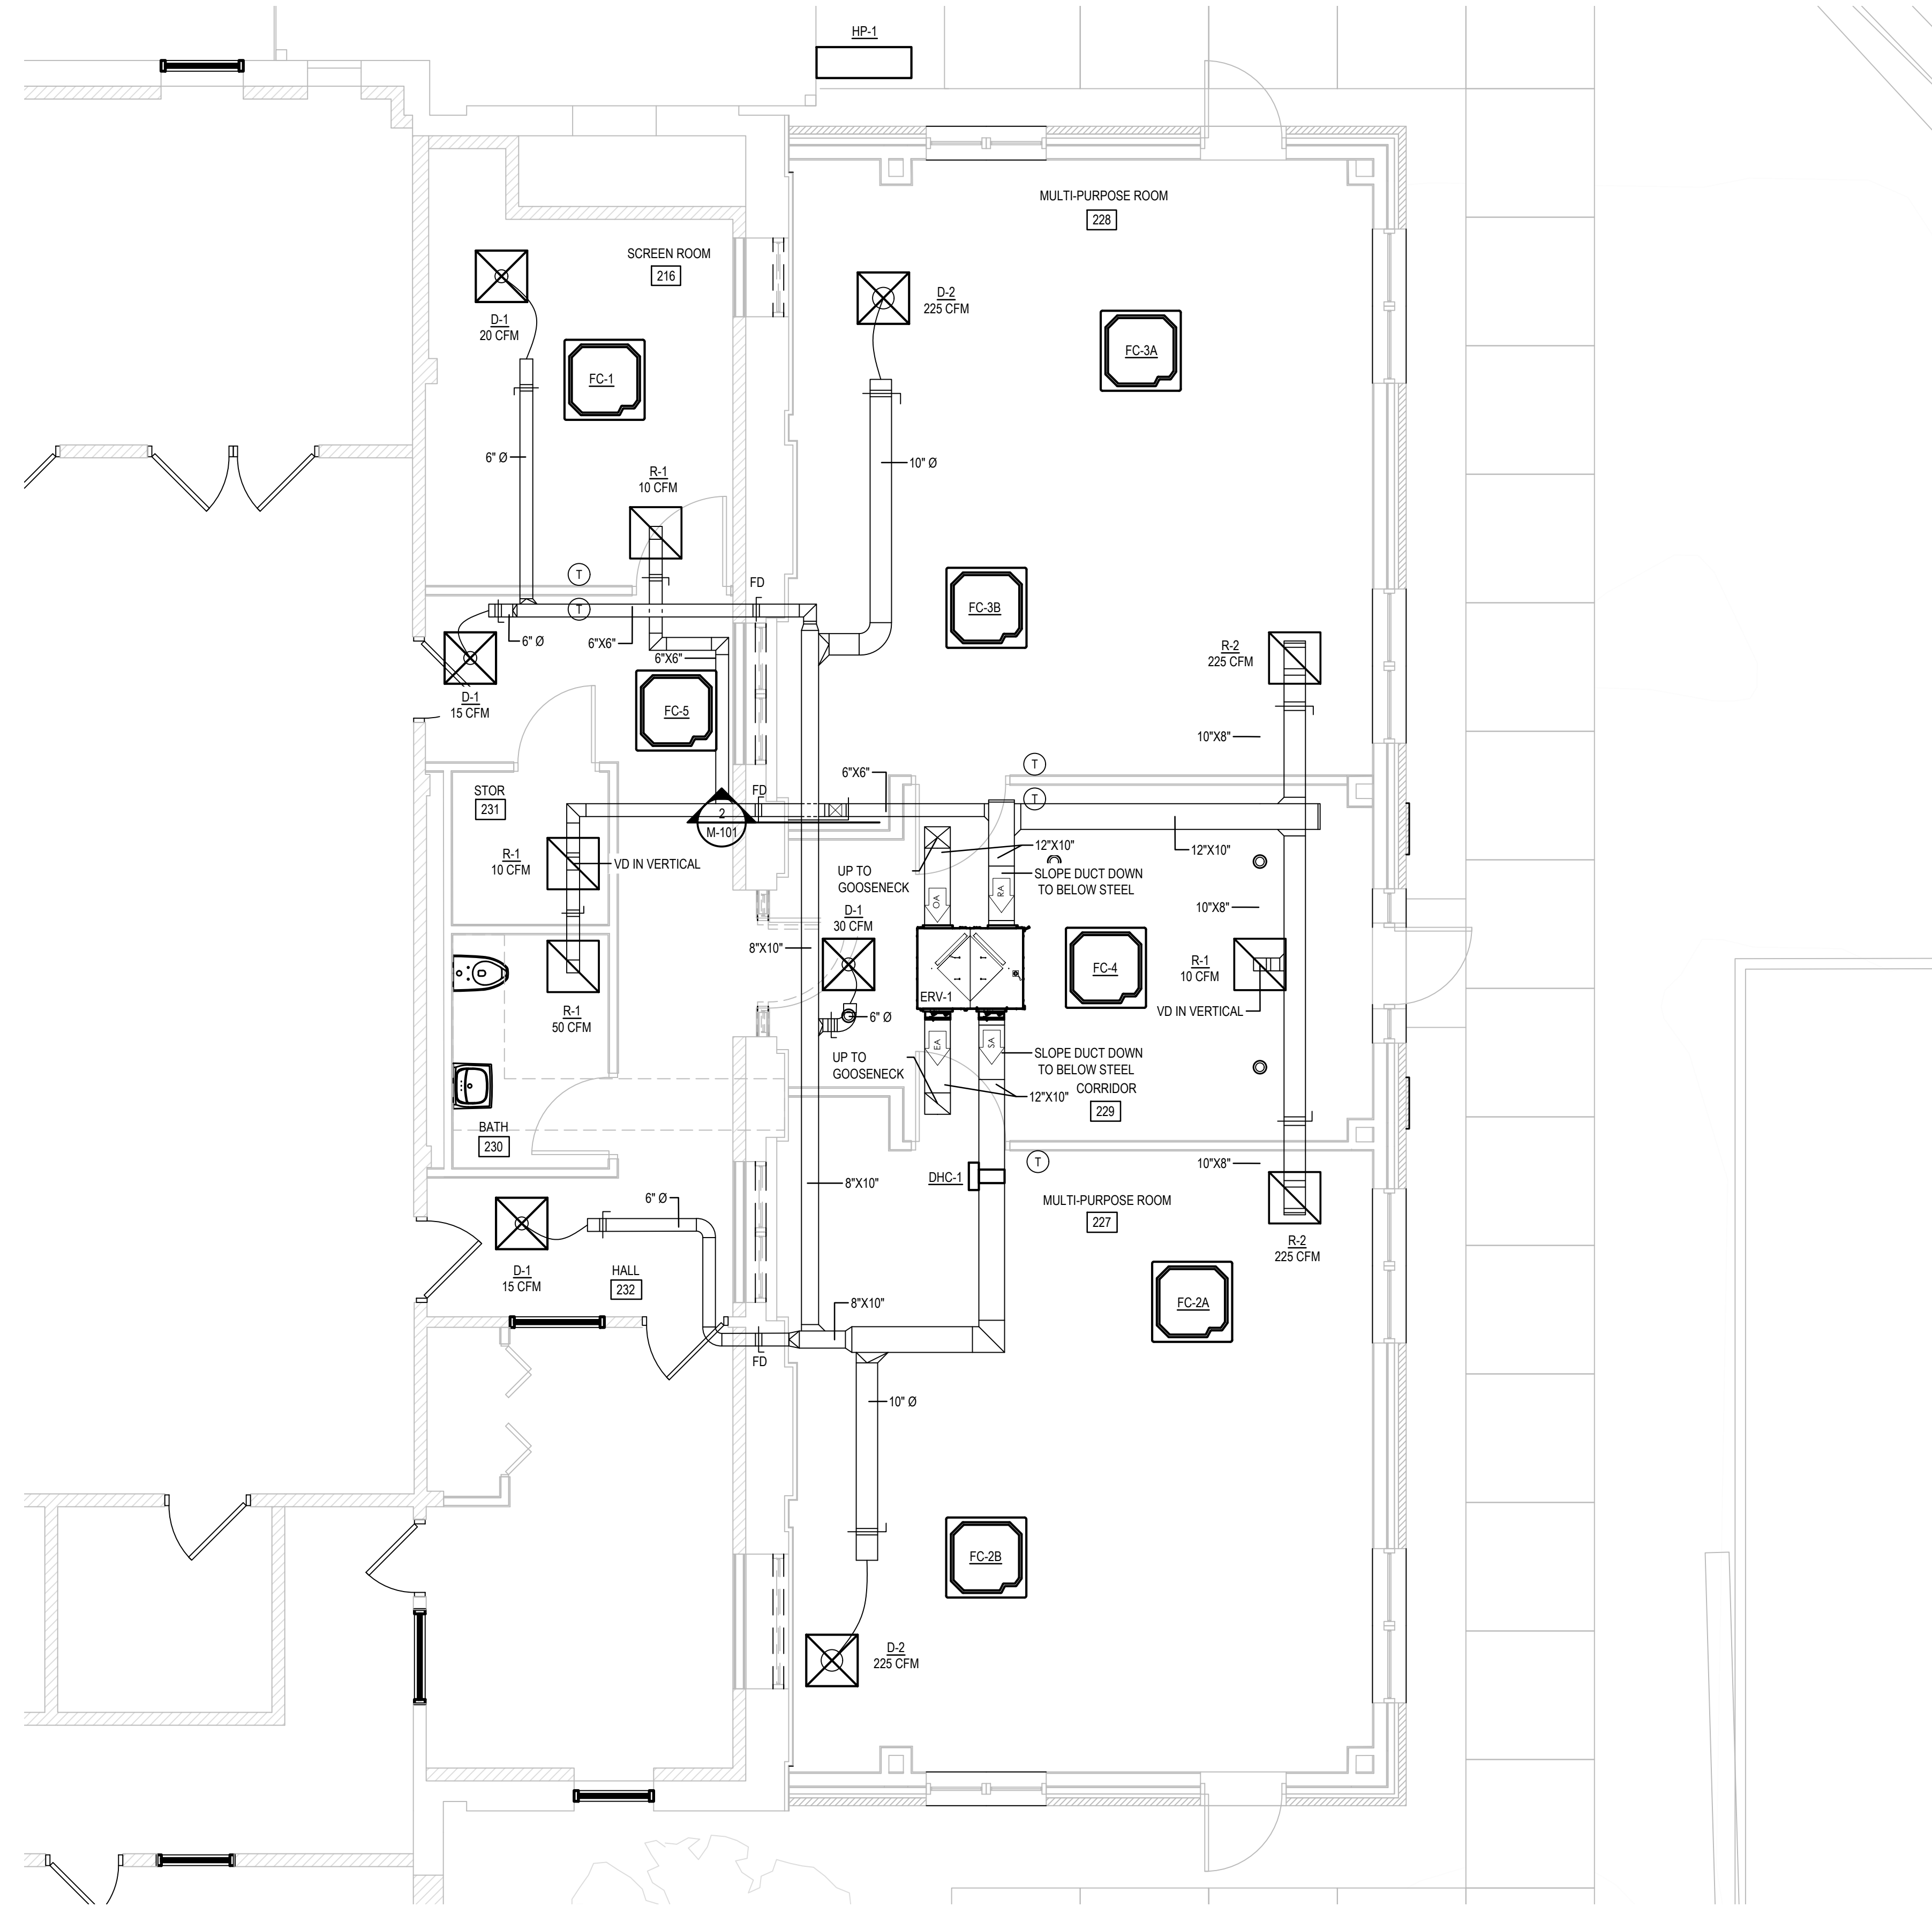 HP-1
MULTI-PURPOSE ROOM
228
SCREEN ROOM
216
D-1
20 CFM
D-2
225 CFM
FC-3A
FC-1
6" Ø
10" Ø
R-1
10 CFM
T
FD
T
FC-3B
6" Ø
6"X6"
6"X6"
R-2
225 CFM
D-1
15 CFM
FC-5
10"X8"
T
6"X6"
STOR
231
FD
T
2
M-101
R-1
10 CFM
VD IN VERTICAL
12"X10"
12"X10"
UP TO
GOOSENECK
SLOPE DUCT DOWN
TO BELOW STEEL
OA
RA
D-1
30 CFM
10"X8"
8"X10"
FC-4
R-1
10 CFM
ERV-1
R-1
50 CFM
6" Ø
VD IN VERTICAL
EA
SA
UP TO
GOOSENECK
SLOPE DUCT DOWN
TO BELOW STEEL
12"X10"
CORRIDOR
229
BATH
230
T
10"X8"
DHC-1
8"X10"
6" Ø
MULTI-PURPOSE ROOM
227
R-2
225 CFM
D-1
15 CFM
HALL
232
8"X10"
FC-2A
FD
10" Ø
FC-2B
D-2
225 CFM